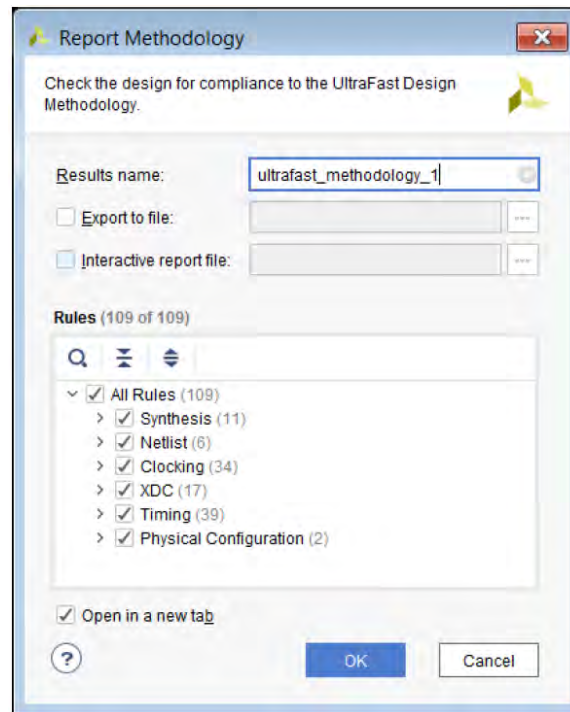 Report Methodology
Check the design for compliance to the UltraFast Design
Methodology.
Results name: ultrafast_methodology_1
Export to file: ...
Interactive report file: ...
Rules (109 of 109)
All Rules (109)
Synthesis (11)
Netlist (6)
Clocking (34)
XDC (17)
Timing (39)
Physical Configuration (2)
Open in a new tab
? OK Cancel